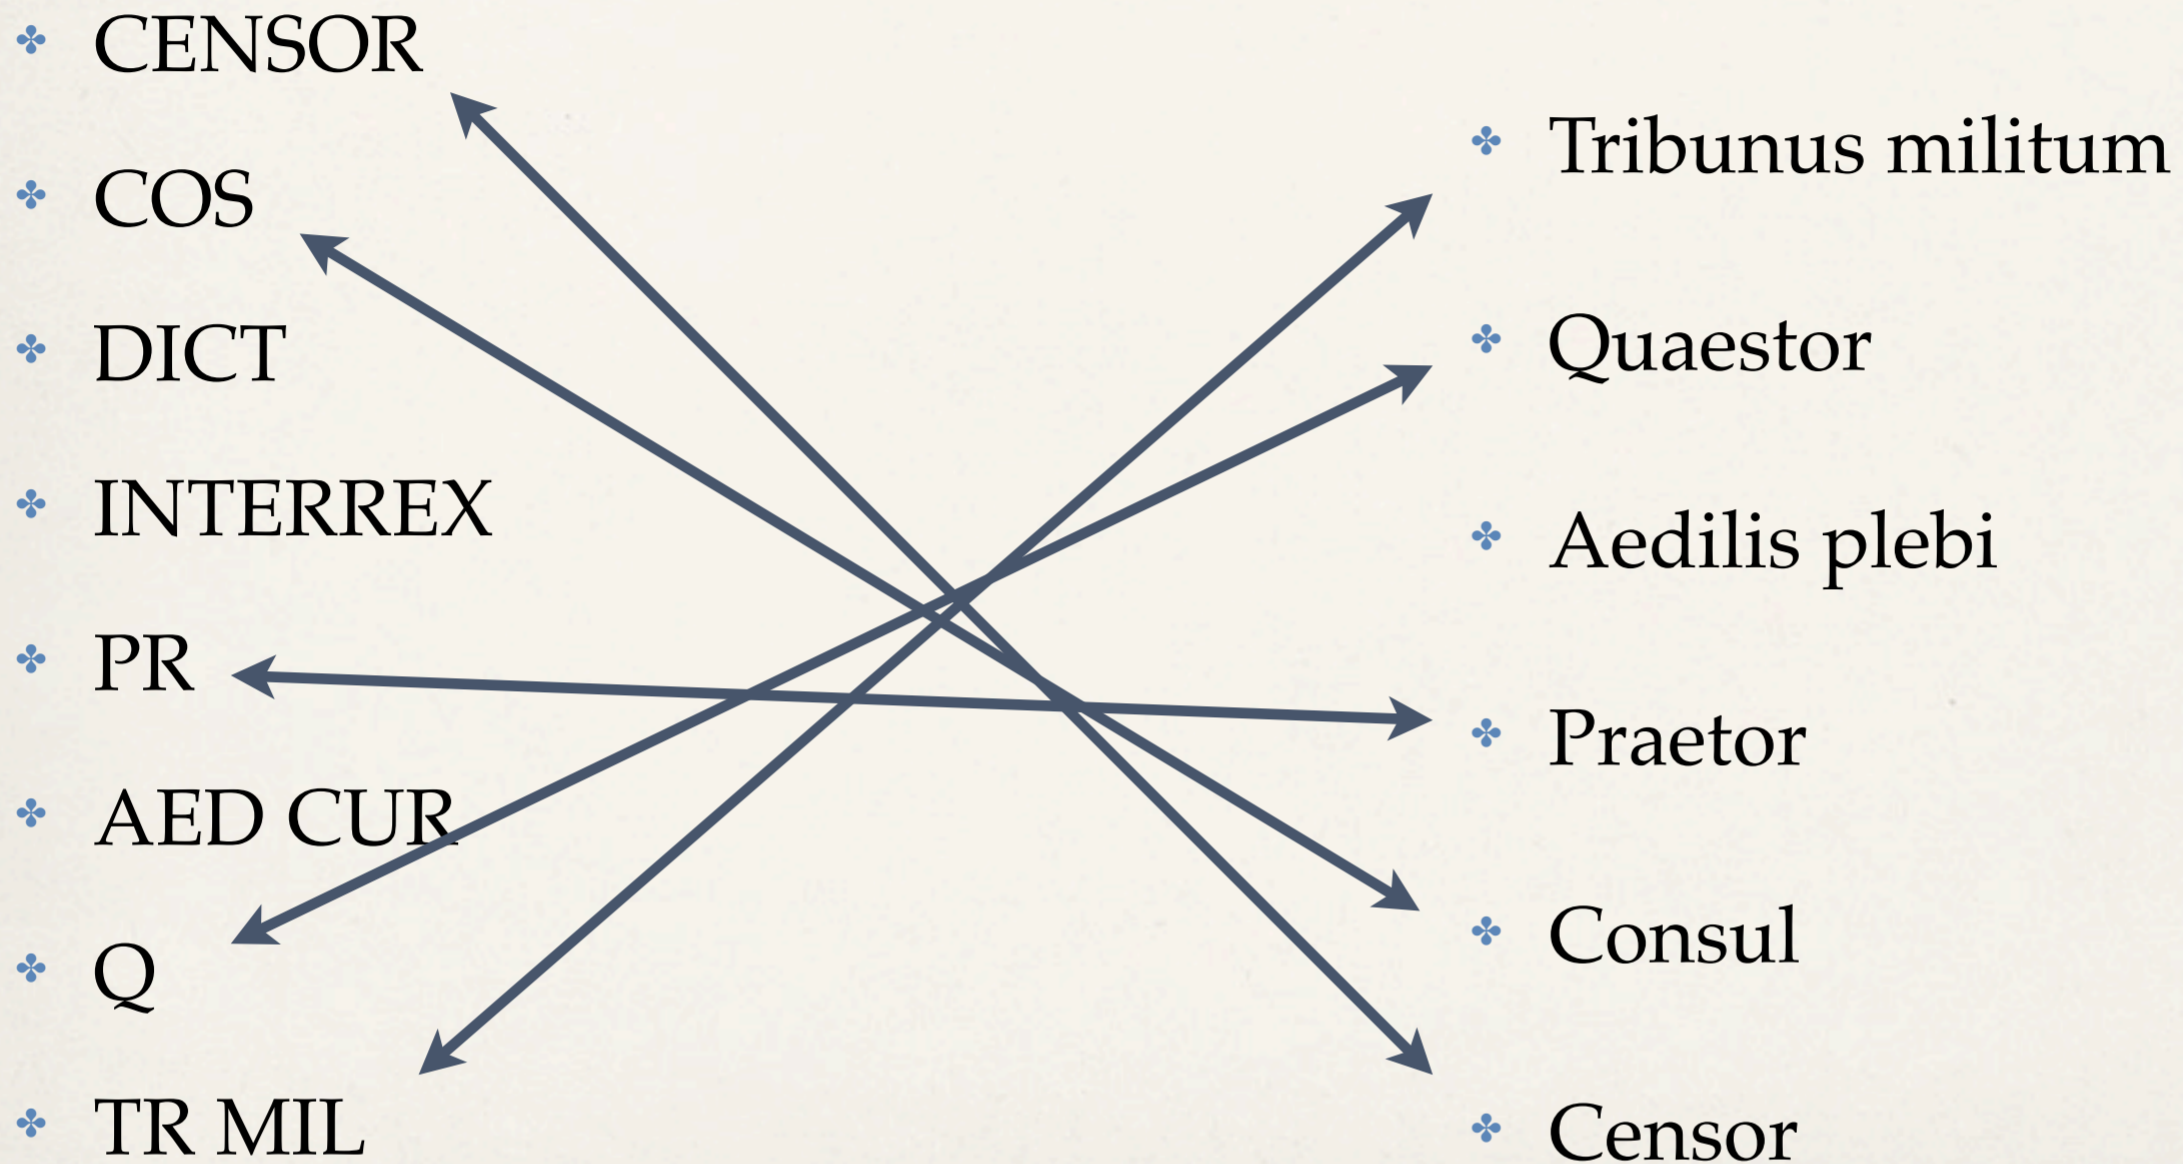 CENSOR
COS
DICT
INTERREX
PR
AED CUR
Q
TR MIL
Tribunus militum
Quaestor
Aedilis plebi
Praetor
Consul
Censor